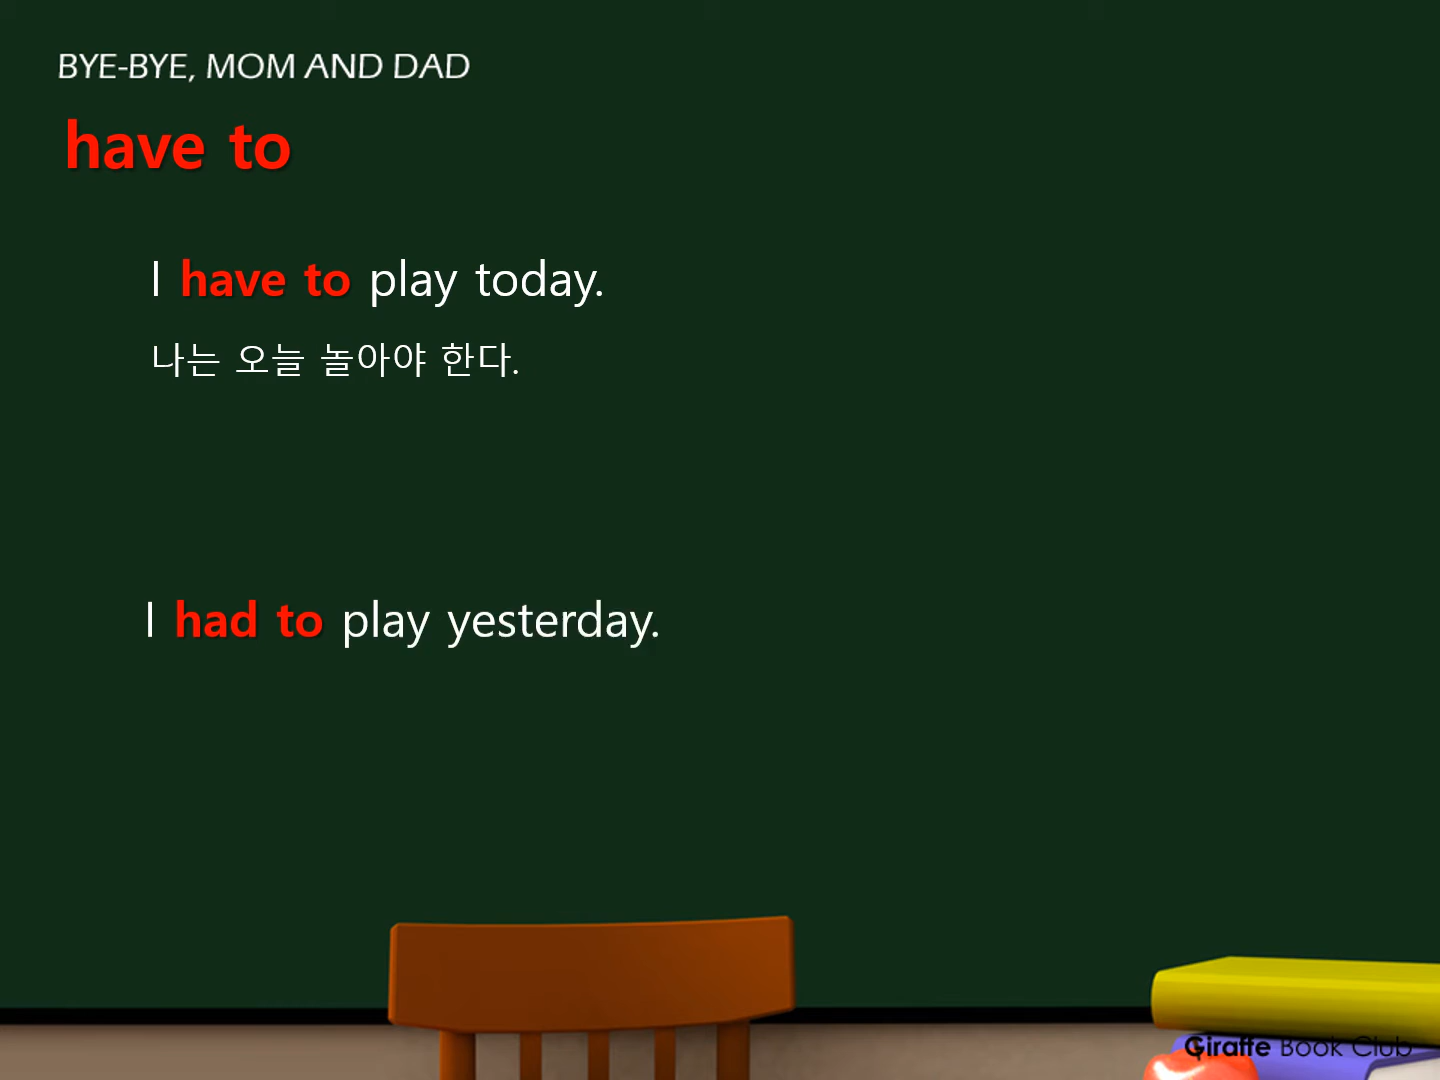 BYE-BYE, MOM AND DAD
have to
I have to play today.
나는 오늘 놀아야 한다.
I had to play yesterday.
Giraffe Book Club